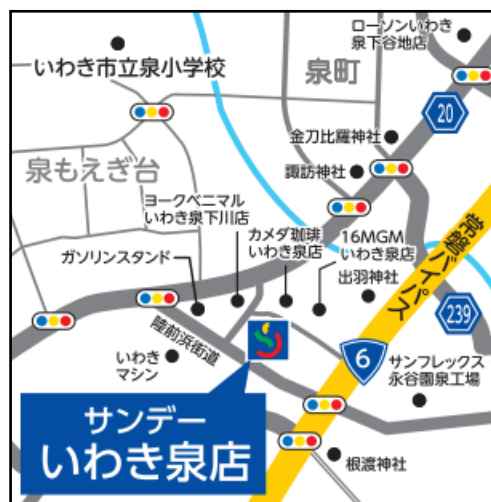 ローソンいわき
泉下谷地店
いわき市立泉小学校
泉町
20
金刀比羅神社
泉もえぎ台
諏訪神社
ヨークベニマル
いわき泉下川店
カメダ珈琲
いわき泉店
16MGM
いわき泉店
常磐バイパス
ガソリンスタンド
出羽神社
239
陸前浜街道
6
いわき
マシン
サンフレックス
永谷園泉工場
サンデー
いわき泉店
根渡神社